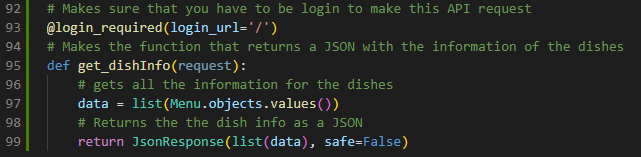 92 # Makes sure that you have to be login to make this API request
93 @login_required(login_url='/')
94 # Makes the function that returns a JSON with the information of the dishes
95 def get_dishInfo(request):
96     # gets all the information for the dishes
97     data = list(Menu.objects.values())
98     # Returns the the dish info as a JSON
99     return JsonResponse(list(data), safe=False)